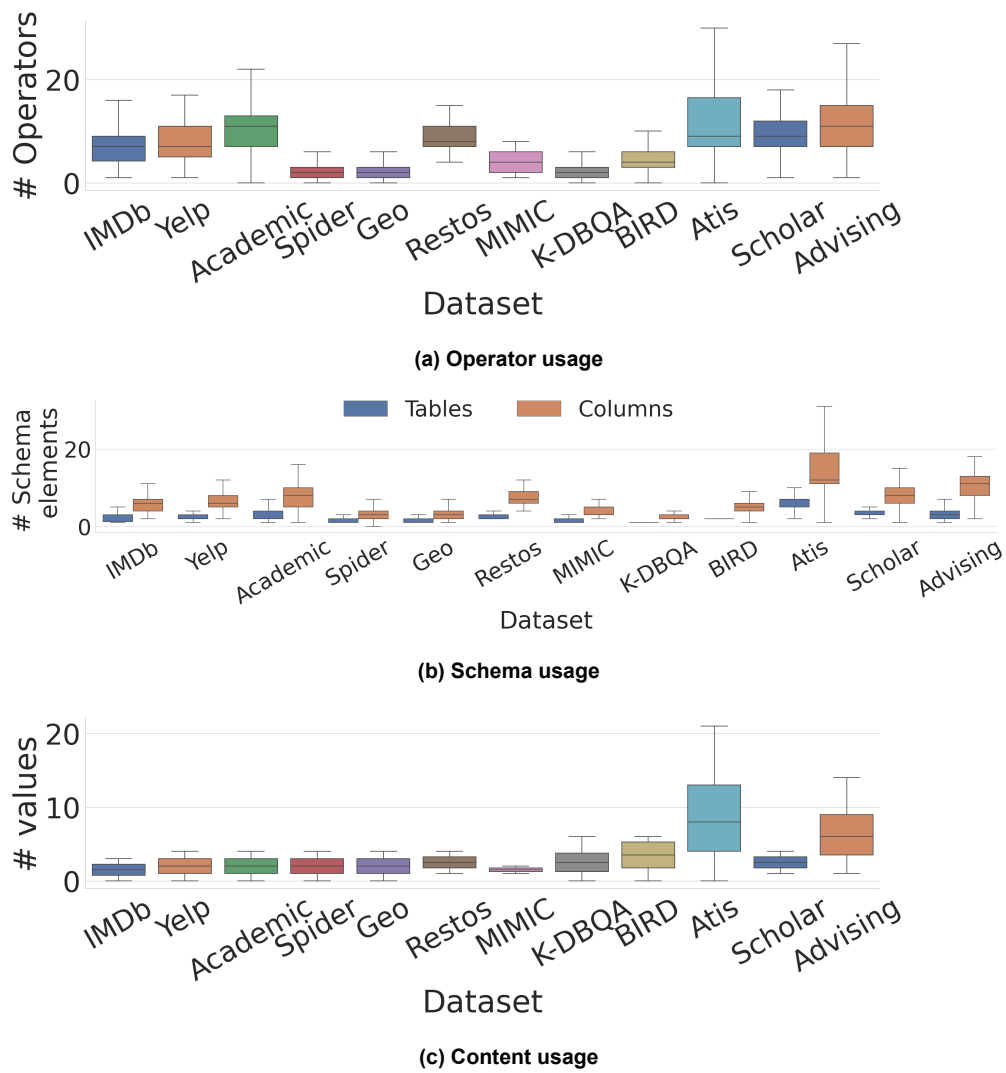 # Operators
20
0
IMDb
Yelp
Academic
Spider
Geo
Restos
MIMIC
K-DBQA
BIRD
Atis
Scholar
Advising
Dataset
(a) Operator usage
# Schema
elements
Tables
Columns
20
0
IMDb
Yelp
Academic
Spider
Geo
Restos
MIMIC
K-DBQA
BIRD
Atis
Scholar
Advising
Dataset
(b) Schema usage
# values
20
10
0
IMDb
Yelp
Academic
Spider
Geo
Restos
MIMIC
K-DBQA
BIRD
Atis
Scholar
Advising
Dataset
(c) Content usage